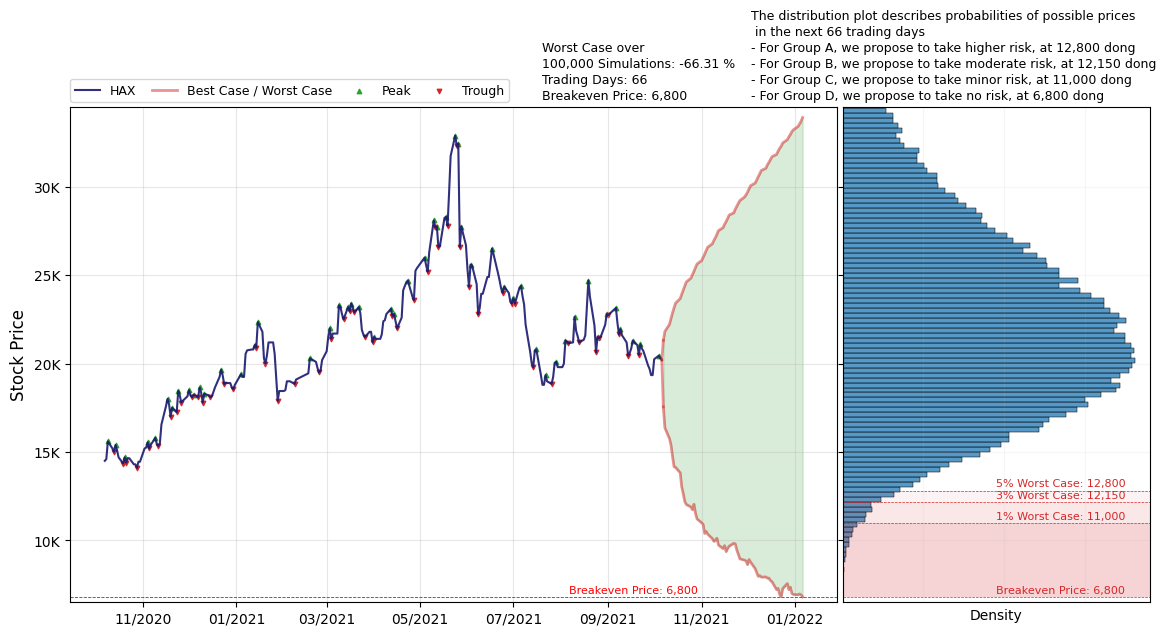 The distribution plot describes probabilities of possible prices
in the next 66 trading days
- For Group A, we propose to take higher risk, at 12,800 dong
- For Group B, we propose to take moderate risk, at 12,150 dong
- For Group C, we propose to take minor risk, at 11,000 dong
- For Group D, we propose to take no risk, at 6,800 dong
Worst Case over
100,000 Simulations: -66.31 %
Trading Days: 66
Breakeven Price: 6,800
HAX
Best Case / Worst Case
Peak
Trough
Stock Price
30K
25K
20K
15K
10K
Breakeven Price: 6,800
11/2020
01/2021
03/2021
05/2021
07/2021
09/2021
11/2021
01/2022
5% Worst Case: 12,800
3% Worst Case: 12,150
1% Worst Case: 11,000
Breakeven Price: 6,800
Density